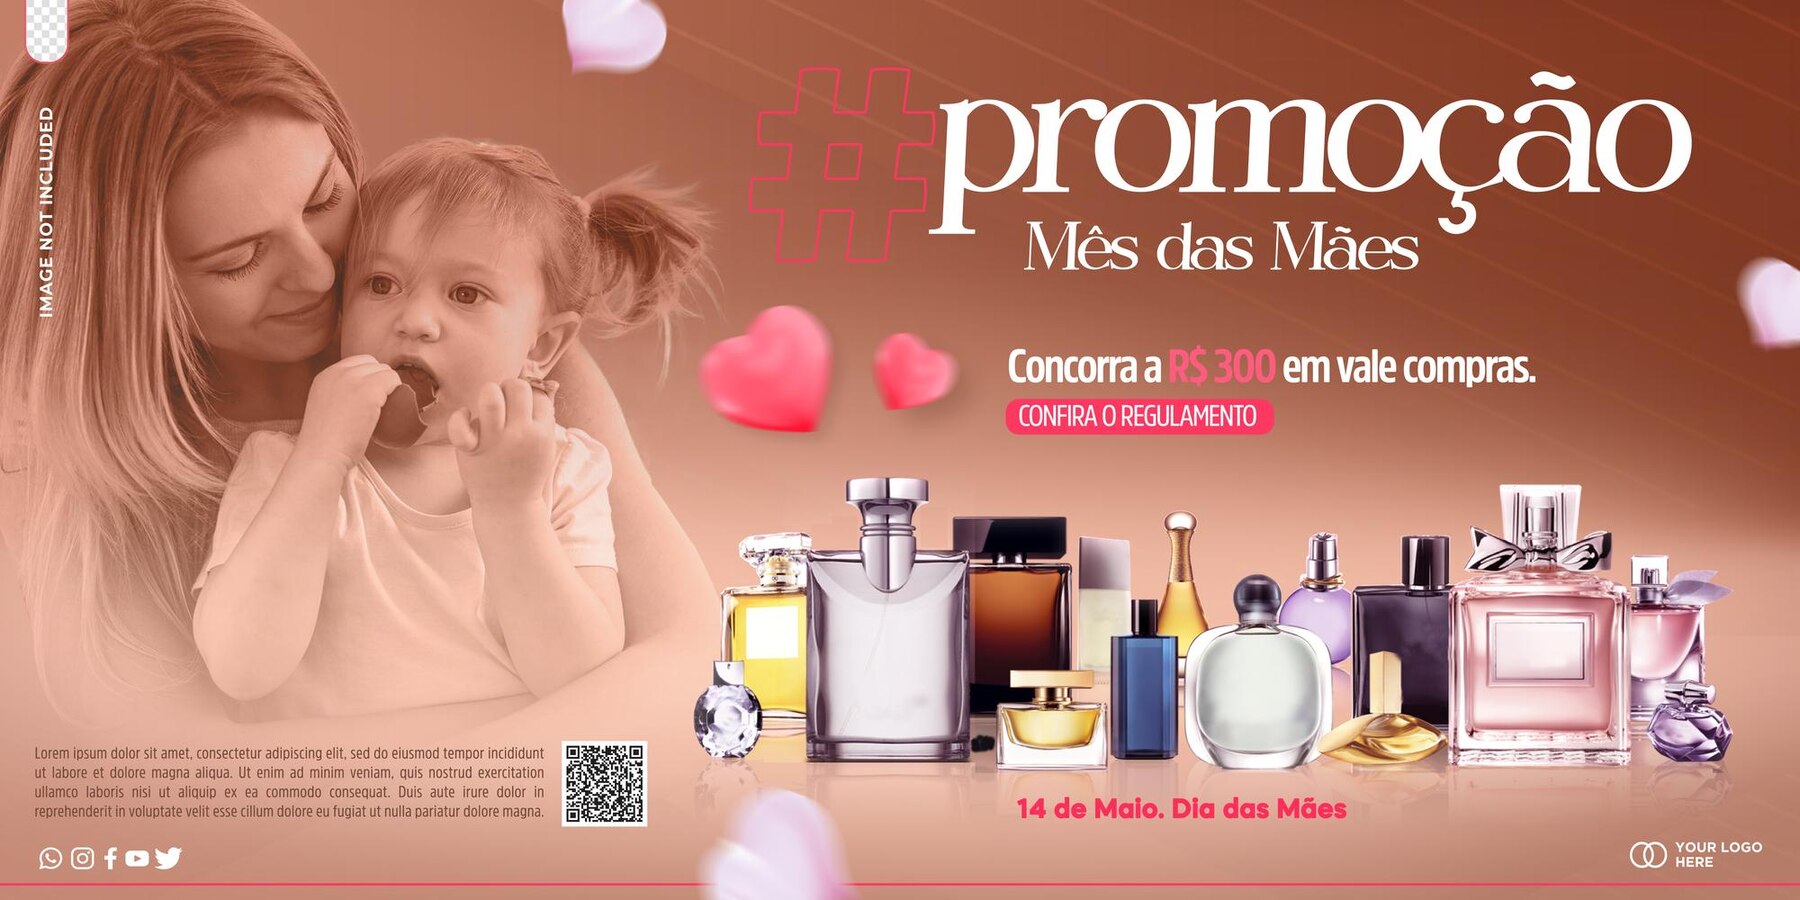 IMAGE NOT INCLUDED
#promoção
Mês das Mães
Concorra a R$ 300 em vale compras.
CONFIRA O REGULAMENTO
Lorem ipsum dolor sit amet, consectetur adipiscing elit, sed do eiusmod tempor incididunt
ut labore et dolore magna aliqua. Ut enim ad minim veniam, quis nostrud exercitation
ullamco laboris nisi ut aliquip ex ea commodo consequat. Duis aute irure dolor in
reprehenderit in voluptate velit esse cillum dolore eu fugiat ut nulla pariatur dolore magna.
14 de Maio. Dia das Mães
YOUR LOGO
HERE